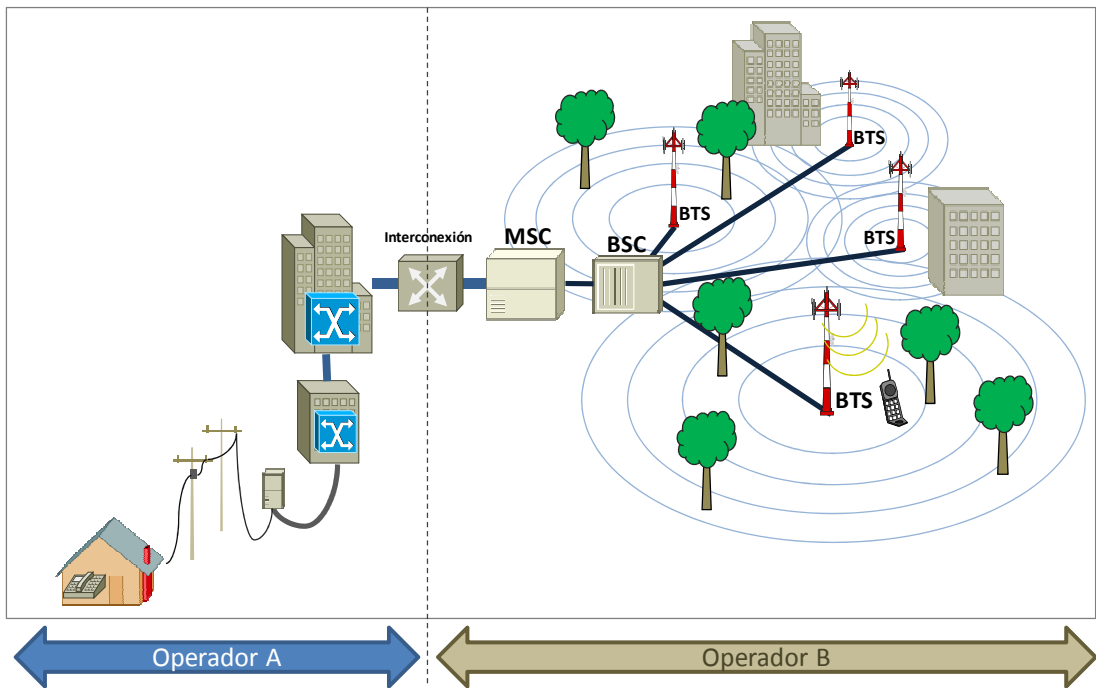 BTS
BTS
Interconexión
MSC
BSC
BTS
BTS
Operador A
Operador B